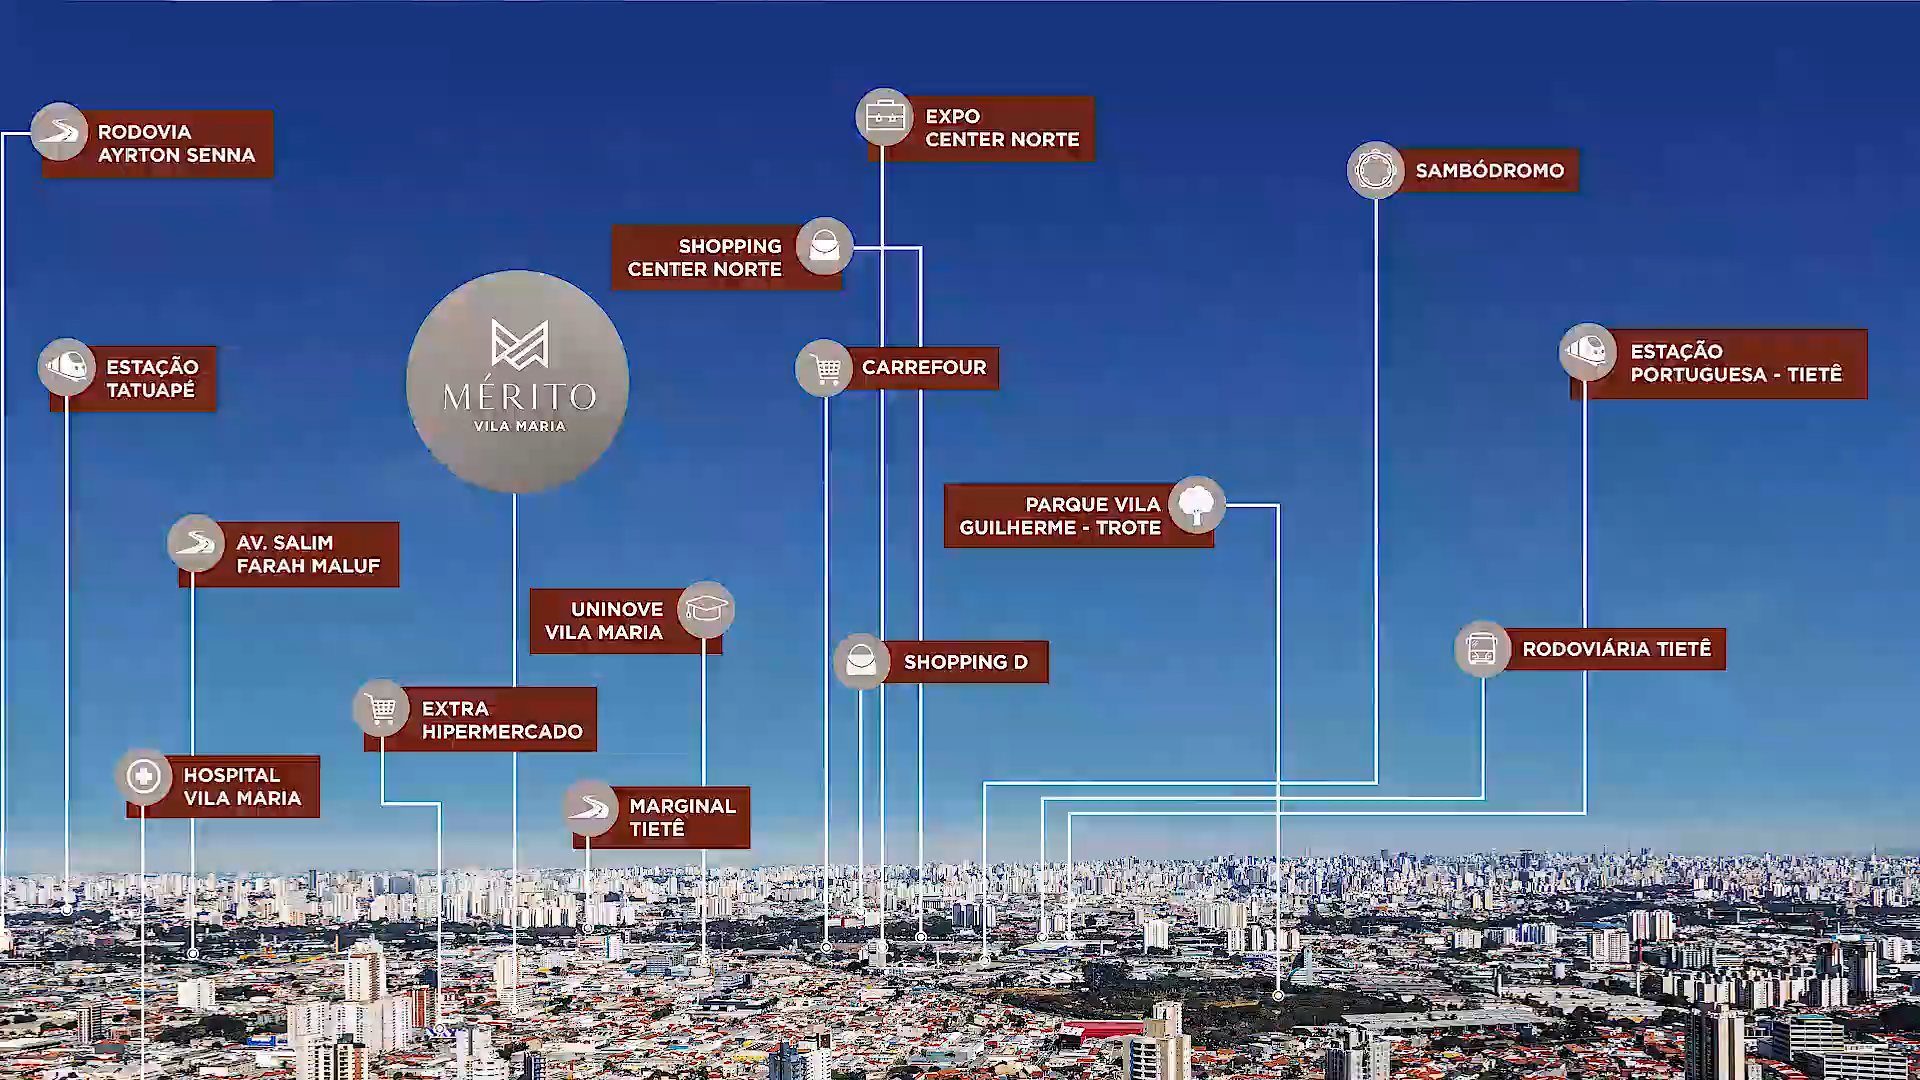 RODOVIA
AYRTON SENNA
EXPO
CENTER NORTE
SAMBÓDROMO
SHOPPING
CENTER NORTE
ESTAÇÃO
TATUAPÉ
MÉRITO
VILA MARIA
CARREFOUR
ESTAÇÃO
PORTUGUESA - TIETÊ
PARQUE VILA
GUILHERME - TROTE
AV. SALIM
FARAH MALUF
UNINOVE
VILA MARIA
SHOPPING D
RODOVIÁRIA TIETÊ
EXTRA
HIPERMERCADO
HOSPITAL
VILA MARIA
MARGINAL
TIETÊ